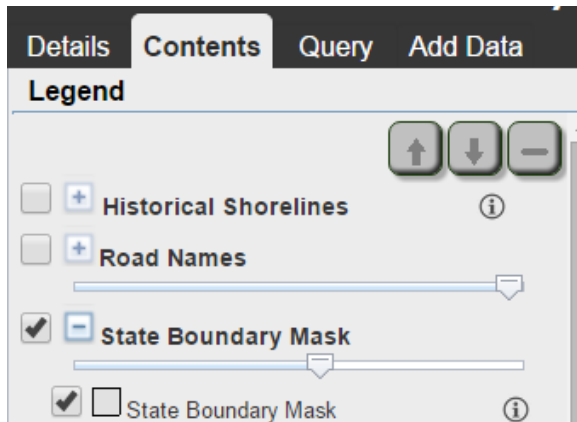 Details Contents Query Add Data
Legend
Historical Shorelines
Road Names
State Boundary Mask
State Boundary Mask